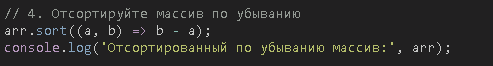 // 4. Отсортируйте массив по убыванию
arr.sort((a, b) => b - a);
console.log('Отсортированный по убыванию массив:', arr);